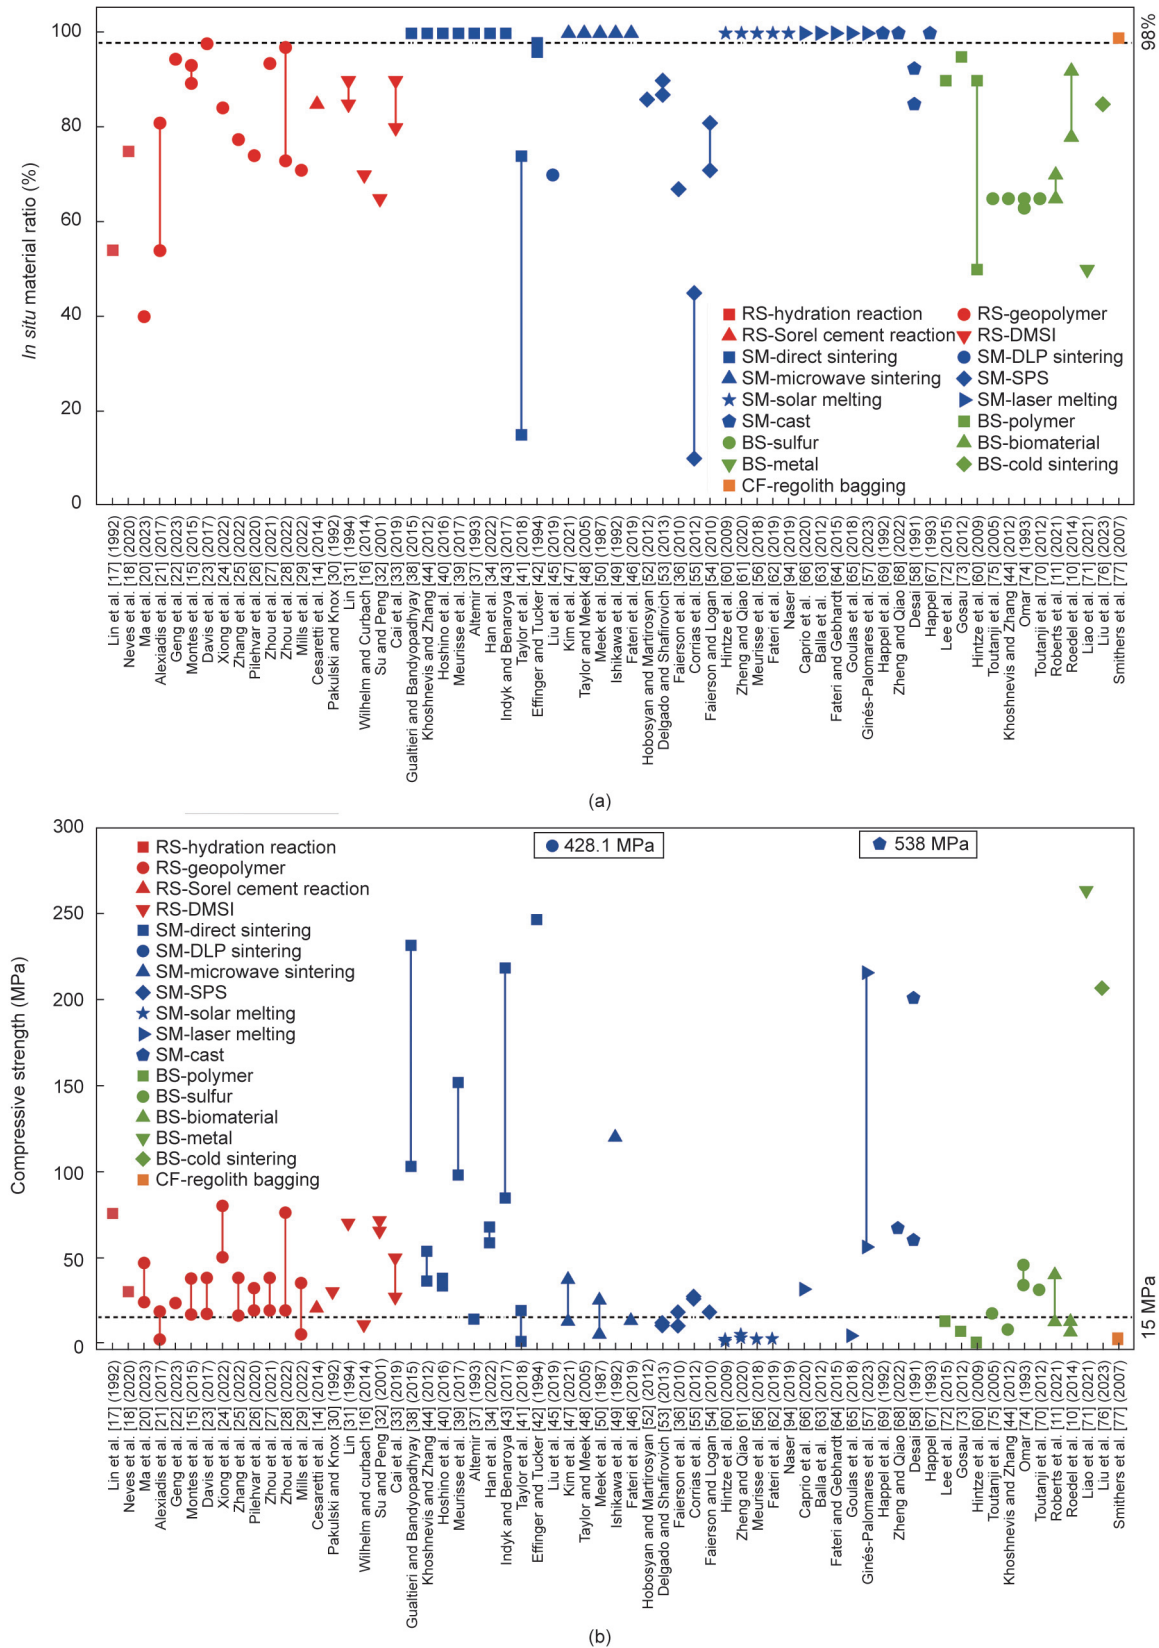 100
80
60
40
20
0
In situ material ratio (%)
98%
RS-hydration reaction
RS-geopolymer
RS-Sorel cement reaction
RS-DMSI
SM-direct sintering
SM-DLP sintering
SM-microwave sintering
SM-SPS
SM-solar melting
SM-laser melting
SM-cast
BS-polymer
BS-sulfur
BS-biomaterial
BS-metal
BS-cold sintering
CF-regolith bagging
Lin et al. [17] (1992)
Neves et al. [18] (2020)
Ma et al. [20] (2023)
Alexiadis et al. [21] (2017)
Geng et al. [22] (2023)
Montes et al. [15] (2015)
Davis et al. [23] (2017)
Xiong et al. [24] (2022)
Zhang et al. [25] (2022)
Pilehvar et al. [26] (2020)
Zhou et al. [27] (2021)
Zhou et al. [28] (2022)
Mills et al. [29] (2022)
Cesaretti et al. [14] (2014)
Pakulski and Knox [30] (1992)
Lin [31] (1994)
Wilhelm and Curbach [16] (2014)
Su and Peng [32] (2001)
Cai et al. [33] (2019)
Gualtieri and Bandyopadhyay [38] (2015)
Khoshnevis and Zhang [44] (2012)
Hoshino et al. [40] (2016)
Meurisse et al. [39] (2017)
Altemir [37] (1993)
Han et al. [34] (2022)
Indyk and Benaroya [43] (2017)
Taylor et al. [41] (2018)
Effinger and Tucker [42] (1994)
Liu et al. [45] (2019)
Kim et al. [47] (2021)
Taylor and Meek [48] (2005)
Meek et al. [50] (1987)
Ishikawa et al. [49] (1992)
Fateri et al. [46] (2019)
Hobosyan and Martirosyan [52] (2012)
Delgado and Shafirovich [53] (2013)
Faierson et al. [36] (2010)
Corrias et al. [55] (2012)
Faierson and Logan [54] (2010)
Hintze et al. [60] (2009)
Zheng and Qiao [61] (2020)
Meurisse et al. [56] (2018)
Fateri et al. [62] (2019)
Naser [94] (2019)
Caprio et al. [66] (2020)
Balla et al. [63] (2012)
Fateri and Gebhardt [64] (2015)
Goulas et al. [65] (2018)
Ginés-Palomares et al. [57] (2023)
Happel et al. [69] (1992)
Zheng and Qiao [68] (2022)
Desai [58] (1991)
Happel [67] (1993)
Lee et al. [72] (2015)
Gosau [73] (2012)
Hintze et al. [60] (2009)
Toutanji et al. [75] (2005)
Khoshnevis and Zhang [44] (2012)
Omar [74] (1993)
Toutanji et al. [70] (2012)
Roberts et al. [11] (2021)
Roedel et al. [10] (2014)
Liao et al. [71] (2021)
Liu et al. [76] (2023)
Smithers et al. [77] (2007)
(a)
300
250
200
150
100
50
0
Compressive strength (MPa)
428.1 MPa
538 MPa
15 MPa
RS-hydration reaction
RS-geopolymer
RS-Sorel cement reaction
RS-DMSI
SM-direct sintering
SM-DLP sintering
SM-microwave sintering
SM-SPS
SM-solar melting
SM-laser melting
SM-cast
BS-polymer
BS-sulfur
BS-biomaterial
BS-metal
BS-cold sintering
CF-regolith bagging
Lin et al. [17] (1992)
Neves et al. [18] (2020)
Ma et al. [20] (2023)
Alexiadis et al. [21] (2017)
Geng et al. [22] (2023)
Montes et al. [15] (2015)
Davis et al. [23] (2017)
Xiong et al. [24] (2022)
Zhang et al. [25] (2022)
Pilehvar et al. [26] (2020)
Zhou et al. [27] (2021)
Zhou et al. [28] (2022)
Mills et al. [29] (2022)
Cesaretti et al. [14] (2014)
Pakulski and Knox [30] (1992)
Lin [31] (1994)
Wilhelm and curbach [16] (2014)
Su and Peng [32] (2001)
Cai et al. [33] (2019)
Gualtieri and Bandyopadhyay [38] (2015)
Khoshnevis and Zhang [44] (2012)
Hoshino et al. [40] (2016)
Meurisse et al. [39] (2017)
Altemir [37] (1993)
Han et al. [34] (2022)
Indyk and Benaroya [43] (2017)
Taylor et al. [41] (2018)
Effinger and Tucker [42] (1994)
Liu et al. [45] (2019)
Kim et al. [47] (2021)
Taylor and Meek [48] (2005)
Meek et al. [50] (1987)
Ishikawa et al. [49] (1992)
Fateri et al. [46] (2019)
Hobosyan and Martirosyan [52] (2012)
Delgado and Shafirovich [53] (2013)
Faierson et al. [36] (2010)
Corrias et al. [55] (2012)
Faierson and Logan [54] (2010)
Hintze et al. [60] (2009)
Zheng and Qiao [61] (2020)
Meurisse et al. [56] (2018)
Fateri et al. [62] (2019)
Naser [94] (2019)
Caprio et al. [66] (2020)
Balla et al. [63] (2012)
Fateri and Gebhardt [64] (2015)
Goulas et al. [65] (2018)
Ginés-Palomares et al. [57] (2023)
Happel et al. [69] (1992)
Zheng and Qiao [68] (2022)
Desai [58] (1991)
Happel [67] (1993)
Lee et al. [72] (2015)
Gosau [73] (2012)
Hintze et al. [60] (2009)
Toutanji et al. [75] (2005)
Khoshnevis and Zhang [44] (2012)
Omar [74] (1993)
Toutanji et al. [70] (2012)
Roberts et al. [11] (2021)
Roedel et al. [10] (2014)
Liao et al. [71] (2021)
Liu et al. [76] (2023)
Smithers et al. [77] (2007)
(b)